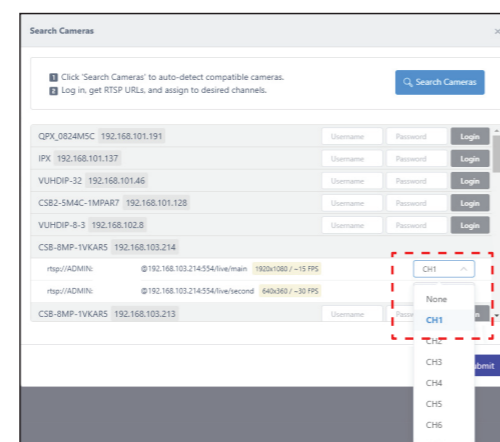 Search Cameras ×
1 Click 'Search Cameras' to auto-detect compatible cameras.
2 Log in, get RTSP URLs, and assign to desired channels.
Search Cameras
QPX_0824M5C 192.168.101.191 Username Password Login
IPX 192.168.101.137 Username Password Login
VUHDIP-32 192.168.101.46 Username Password Login
CSB2-5M4C-1MPAR7 192.168.101.128 Username Password Login
VUHDIP-8-3 192.168.102.8 Username Password Login
CSB-8MP-1VKAR5 192.168.103.214
rtsp://ADMIN: @192.168.103.214:554/live/main 1920x1080 / ~15 FPS CH1
rtsp://ADMIN: @192.168.103.214:554/live/second 640x360 / ~30 FPS
None
CSB-8MP-1VKAR5 192.168.103.213 Username
CH1
CH2
CH3
CH4
CH5
CH6